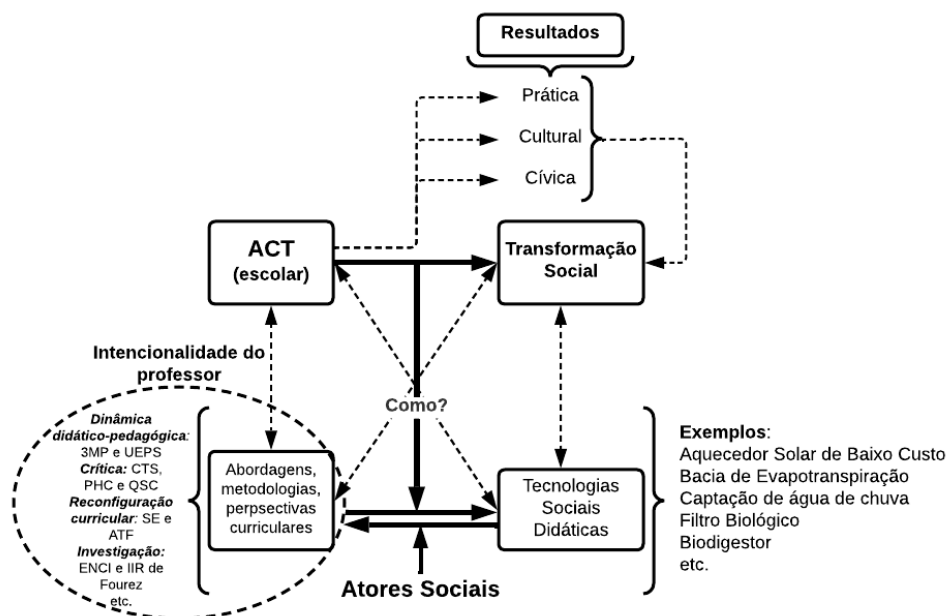 Resultados
Prática
Cultural
Cívica
ACT
(escolar)
Transformação
Social
Intencionalidade do
professor
Como?
Dinâmica
didático-pedagógica:
3MP e UEPS
Crítica: CTS,
PHC e QSC
Reconfiguração
curricular: SE e
ATF
Investigação:
ENCI e IIR de
Fourez
etc.
Abordagens,
metodologias,
perpsectivas
curriculares
Tecnologias
Sociais
Didáticas
Exemplos:
Aquecedor Solar de Baixo Custo
Bacia de Evapotranspiração
Captação de água de chuva
Filtro Biológico
Biodigestor
etc.
Atores Sociais